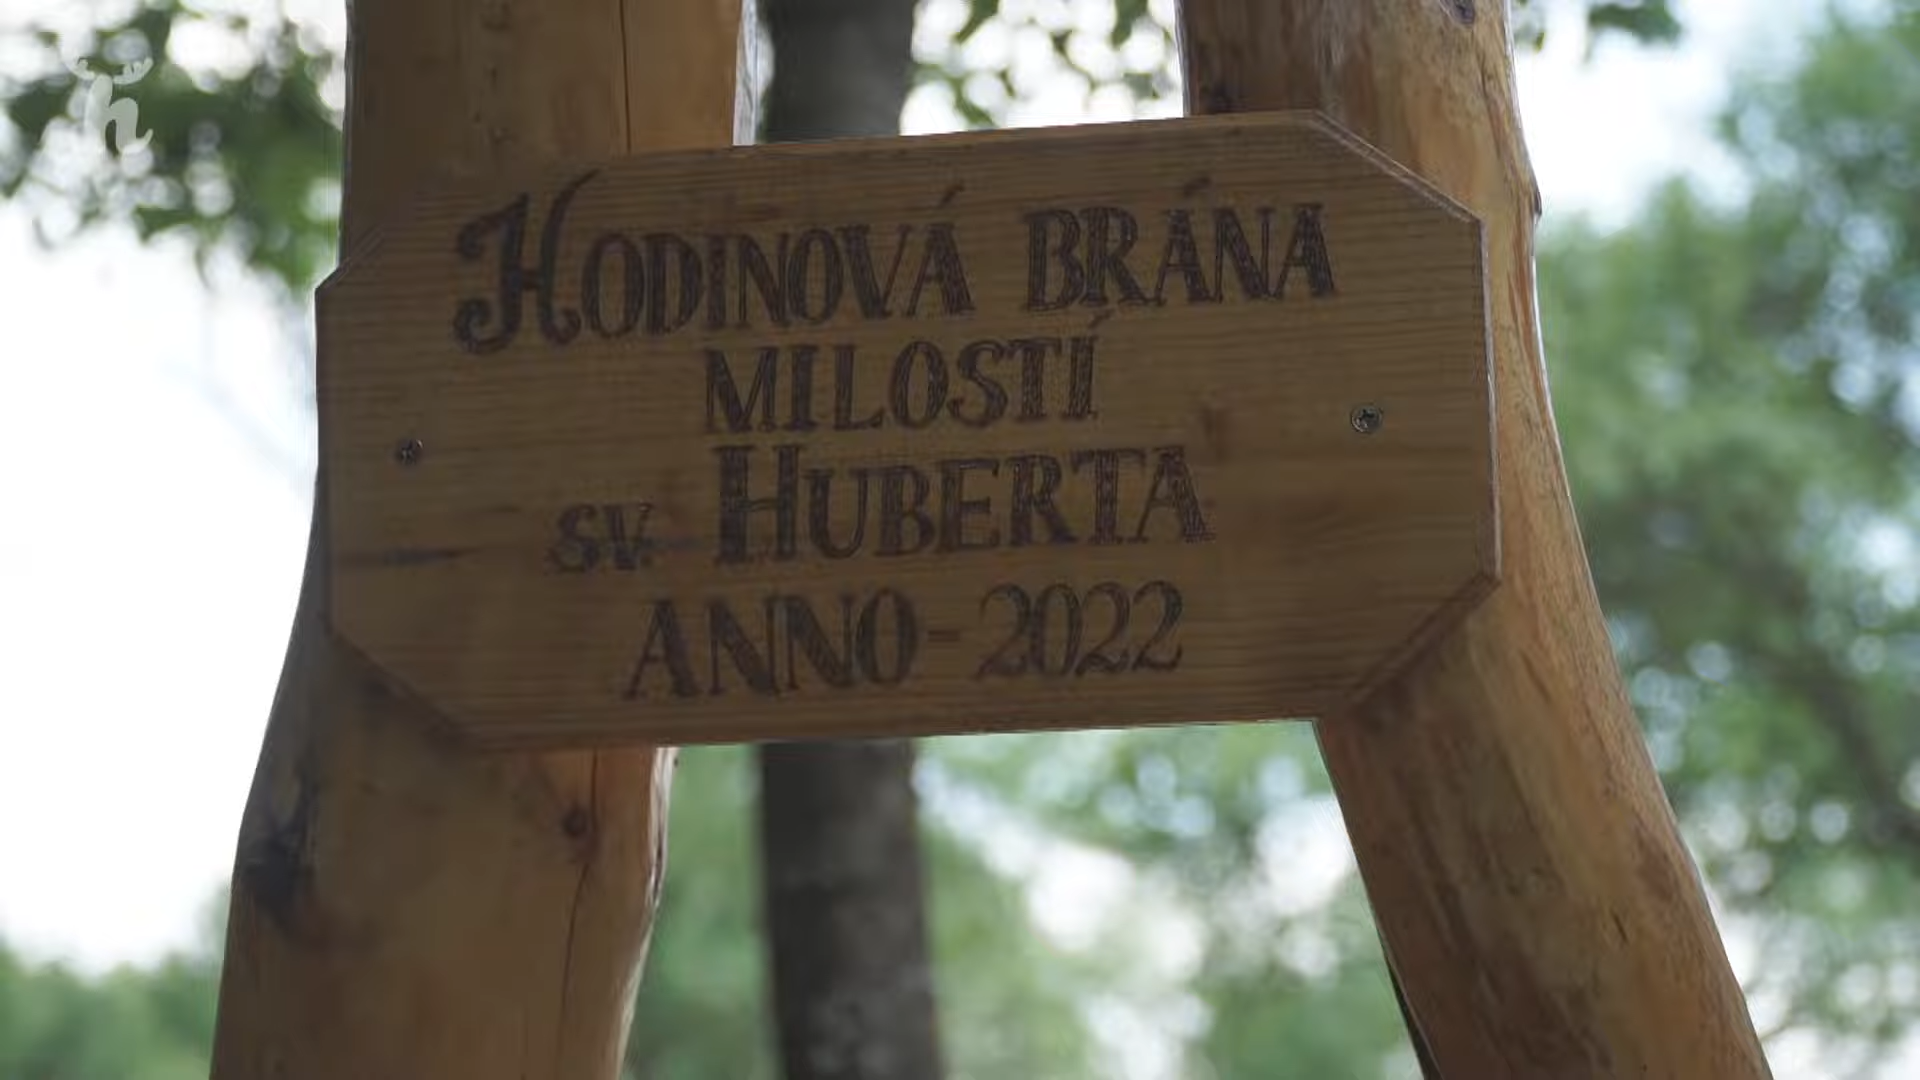 HODINOVÁ BRÁNA
MILOSTÍ
SV. HUBERTA
ANNO-2022
h